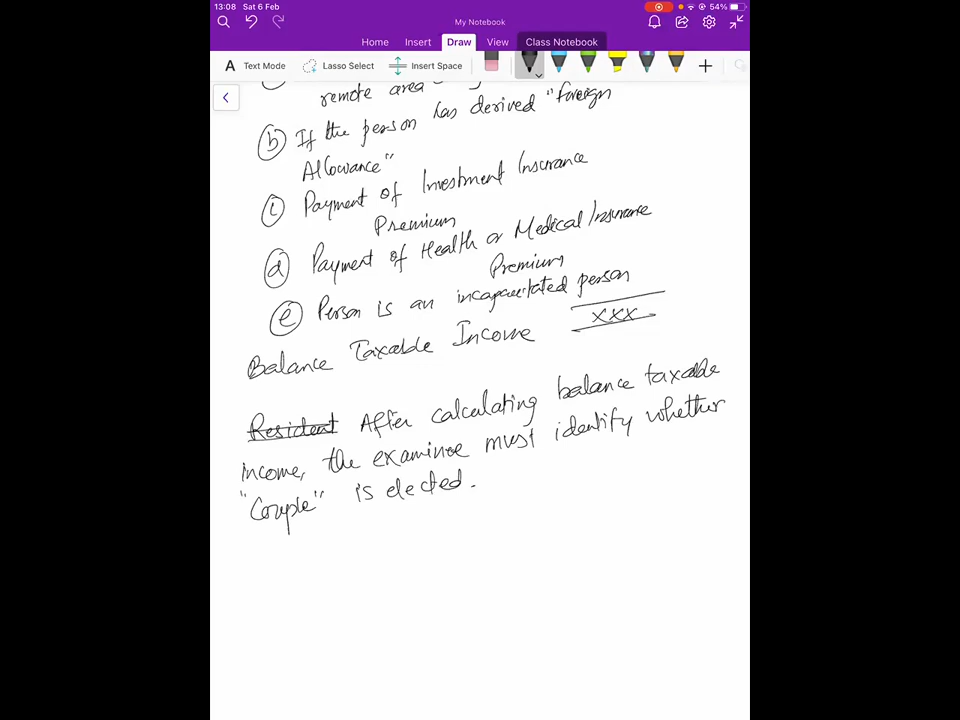 13:08 Sat 6 Feb
54%
My Notebook
Home Insert Draw View Class Notebook
A Text Mode Lasso Select Insert Space
remote area
(b) If the person has derived "foreign
Allowance"
(c) Payment of Investment Insurance
Premium
(d) Payment of Health or Medical Insurance
Premium
(e) Person is an incapacitated person
Balance Taxable Income XXX
Resident After calculating balance taxable
income, the examinee must identify whether
"Couple" is elected.